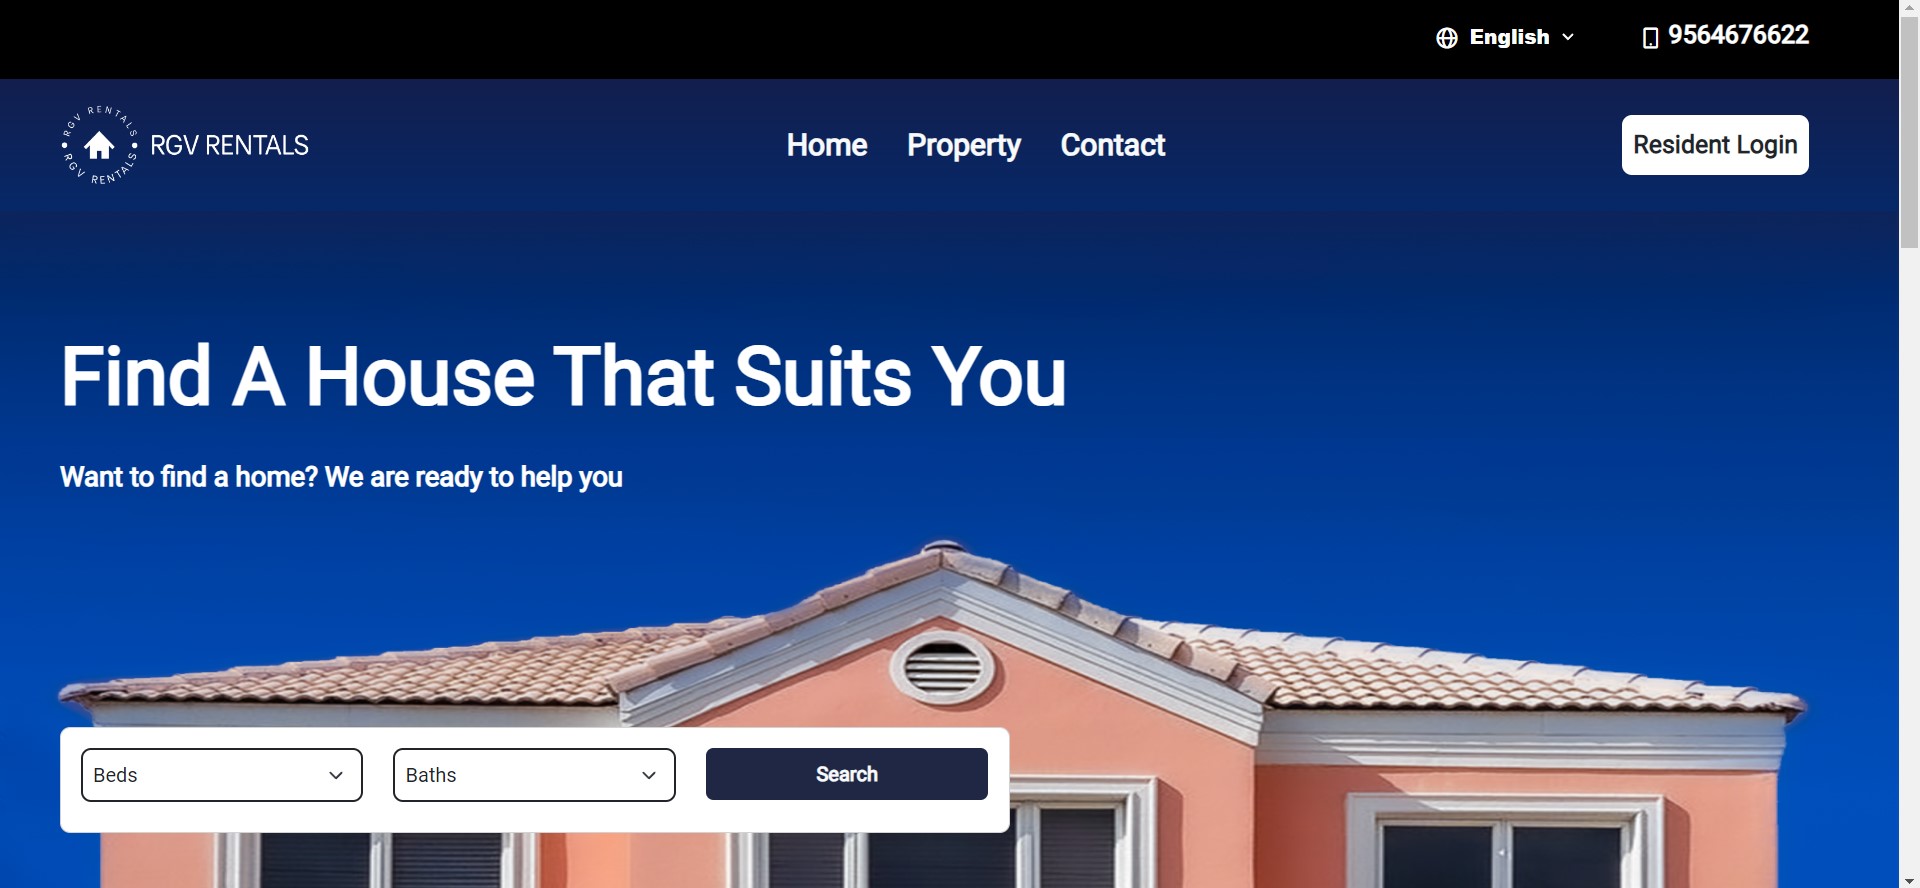 English
9564676622
RGV RENTALS
RGV RENTALS
RGV RENTALS
Home
Property
Contact
Resident Login
Find A House That Suits You
Want to find a home? We are ready to help you
Beds
Baths
Search